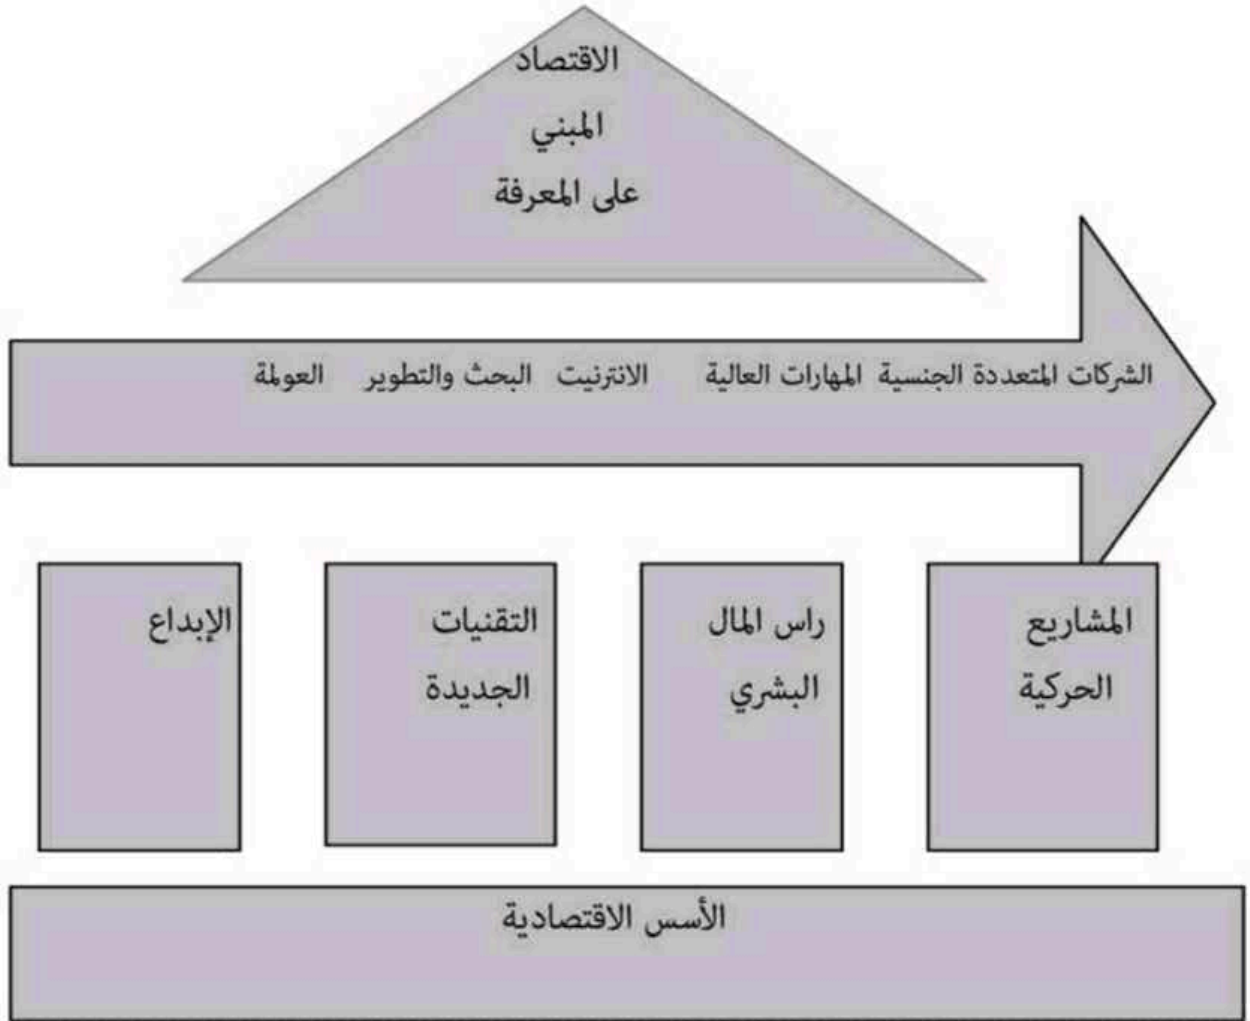 الاقتصاد
المبني
على المعرفة
الشركات المتعددة الجنسية المهارات العالية الانترنيت البحث والتطوير العولمة
المشاريع
الحركية
راس المال
البشري
التقنيات
الجديدة
الإبداع
الأسس الاقتصادية